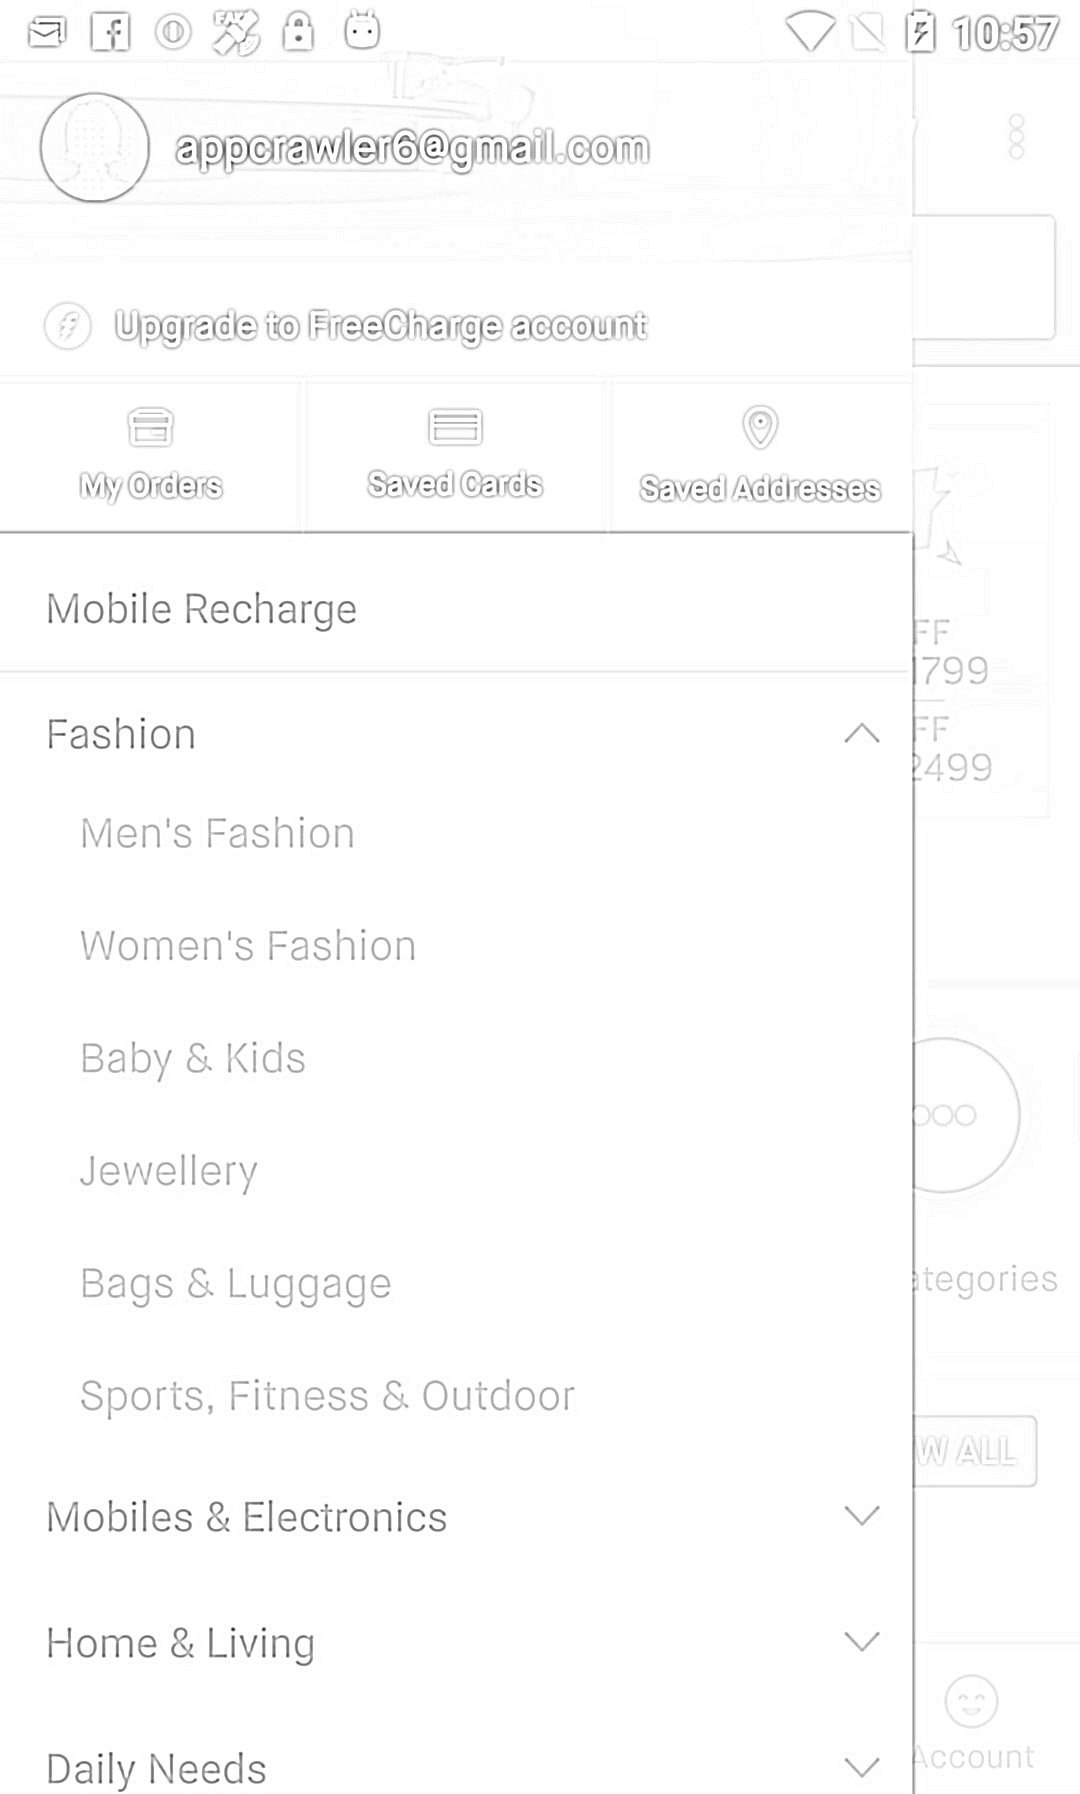 10:57
appcrawler6@gmail.com
Upgrade to FreeCharge account
My Orders
Saved Cards
Saved Addresses
Mobile Recharge
FF
1799
Fashion
FF
2499
Men's Fashion
Women's Fashion
Baby & Kids
Jewellery
Bags & Luggage
ategories
Sports, Fitness & Outdoor
W ALL
Mobiles & Electronics
Home & Living
Account
Daily Needs